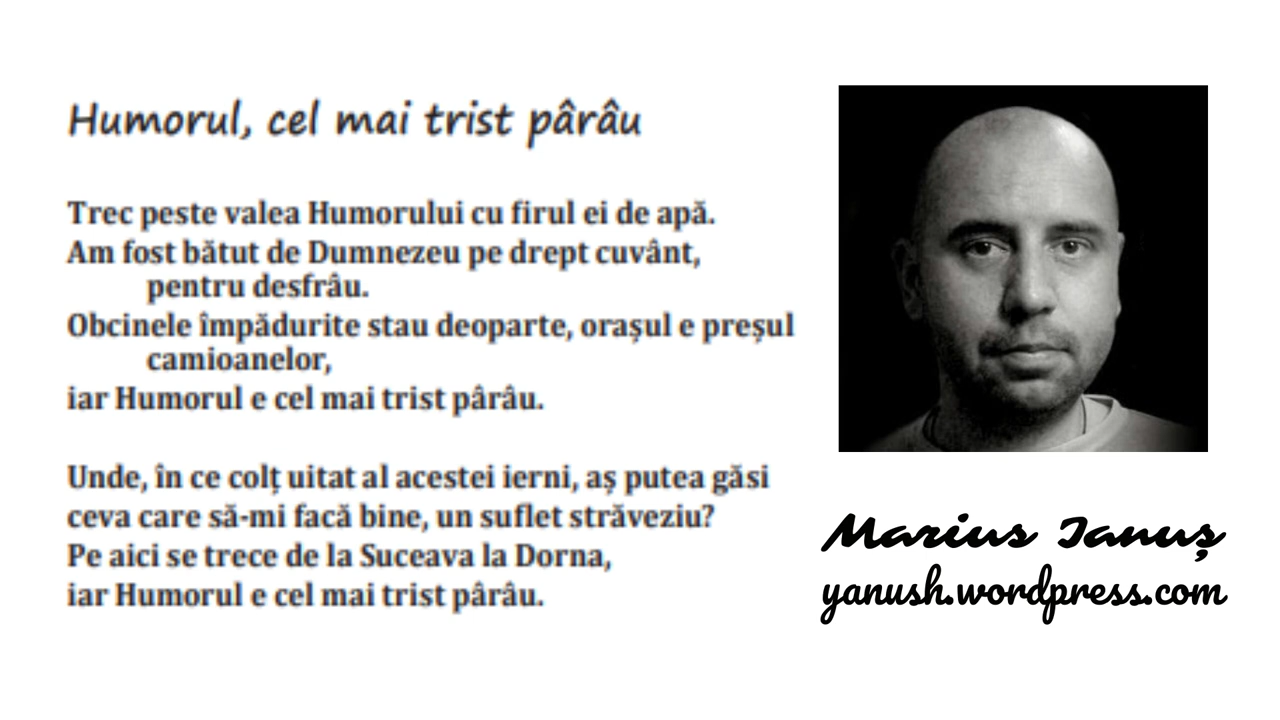 Humorul, cel mai trist pârâu
Trec peste valea Humorului cu firul ei de apă.
Am fost bătut de Dumnezeu pe drept cuvânt,
pentru desfrâu.
Obcinele împădurite stau deoparte, orașul e preșul
camioanelor,
iar Humorul e cel mai trist pârâu.
Unde, în ce colț uitat al acestei ierni, aș putea găsi
ceva care să-mi facă bine, un suflet străveziu?
Pe aici se trece de la Suceava la Dorna,
iar Humorul e cel mai trist pârâu.
Marius Ianuș
yanush.wordpress.com